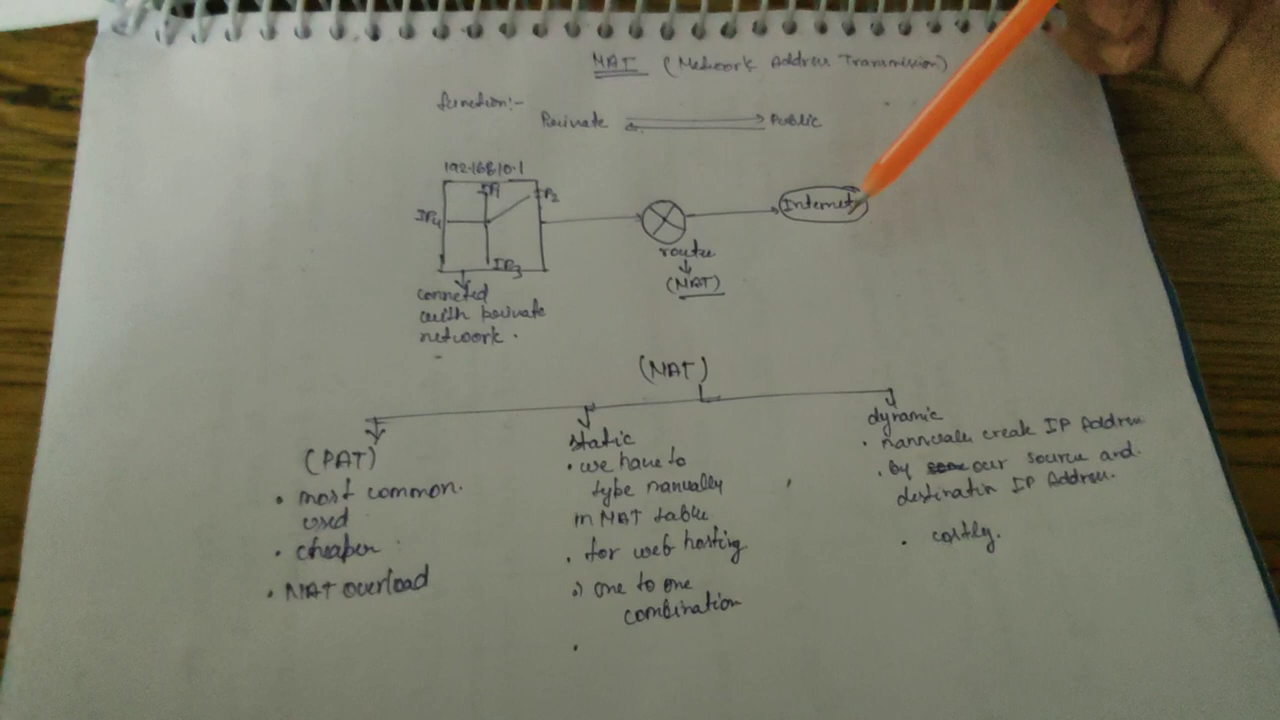 NAT (Network Address Transmission)
function:-
Private Public
192.168.10.1
IP1
IP2
IP4
IP3
Internet
router
(NAT)
conneted
with private
network.
(NAT)
(PAT)
• most common
used
• cheaper
• NAT overload
static
• we have to
type manually
in NAT table
• for web hosting
• one to one
combination
dynamic
• create IP Address
• by our source and
destination IP Address.
• costly.